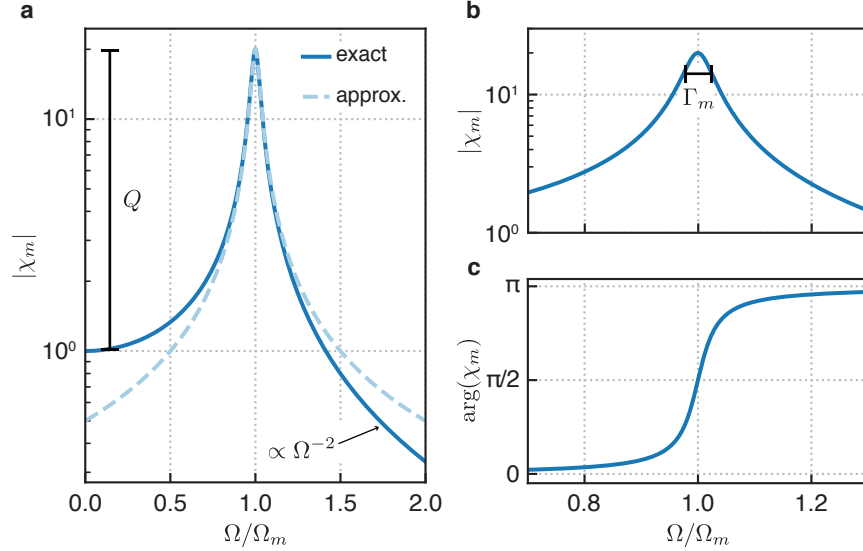 a
|χₘ|
10¹
10⁰
Q
exact
approx.
∝ Ω⁻²
0.0 0.5 1.0 1.5 2.0
Ω/Ωₘ
b
|χₘ|
10¹
10⁰
Γₘ
c
arg(χₘ)
π
π/2
0
0.8 1.0 1.2
Ω/Ωₘ